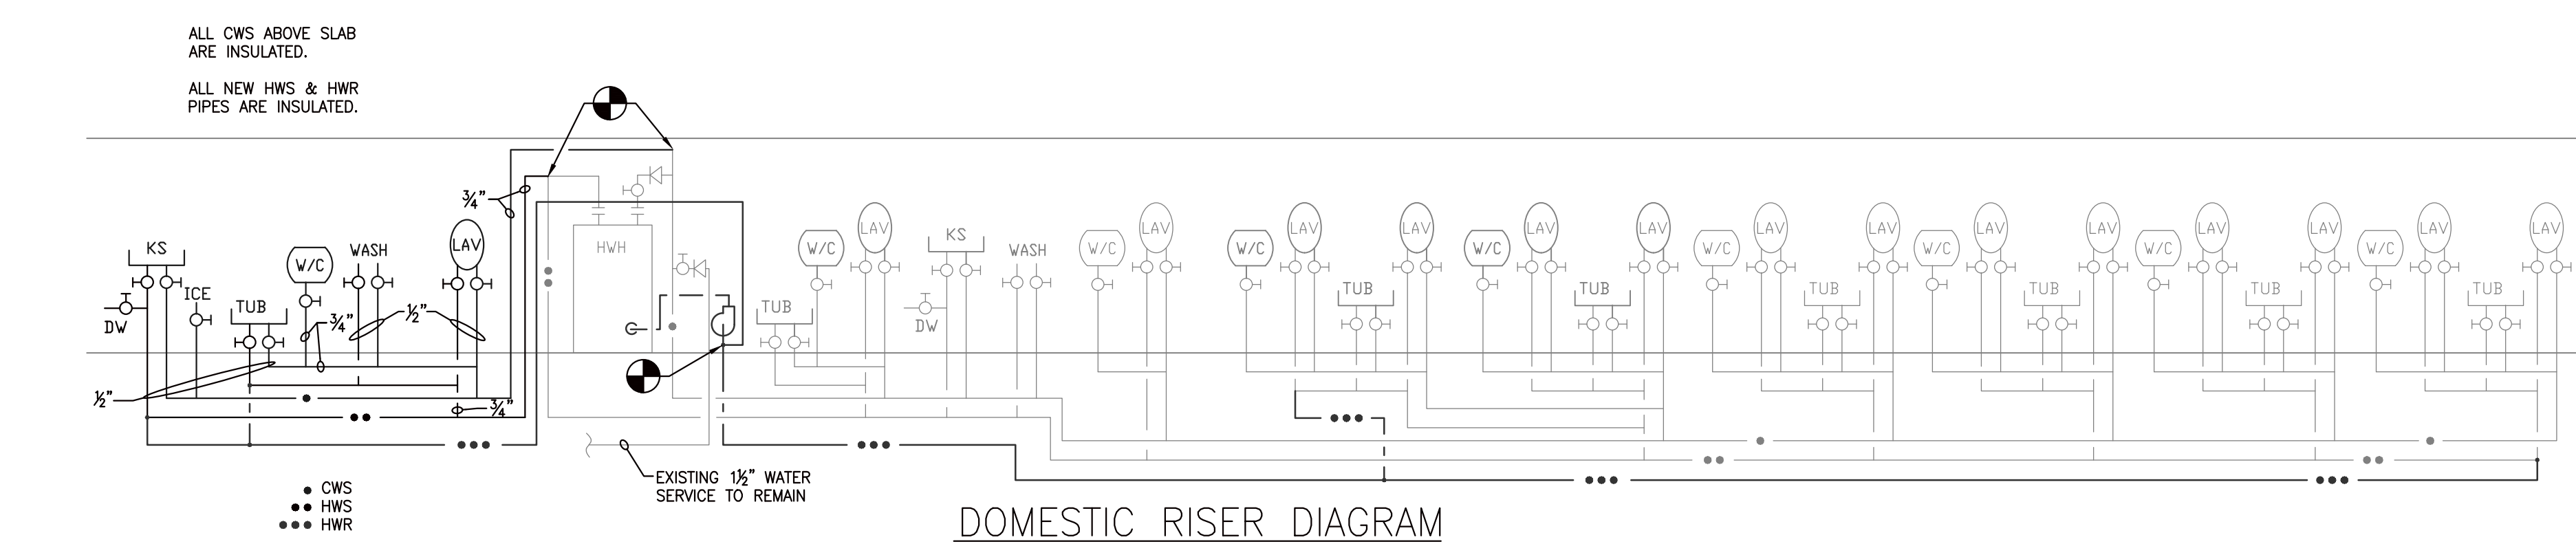 ALL CWS ABOVE SLAB
ARE INSULATED.
ALL NEW HWS & HWR
PIPES ARE INSULATED.
3/4"
KS
W/C
WASH
LAV
ICE
TUB
DW
3/4"
1/2"
1/2"
3/4"
HWH
TUB
W/C
LAV
KS
DW
WASH
W/C
LAV
W/C
LAV
TUB
LAV
W/C
LAV
TUB
LAV
W/C
LAV
TUB
LAV
W/C
LAV
TUB
LAV
W/C
LAV
TUB
LAV
W/C
LAV
TUB
LAV
EXISTING 1½" WATER
SERVICE TO REMAIN
CWS
HWS
HWR
DOMESTIC RISER DIAGRAM